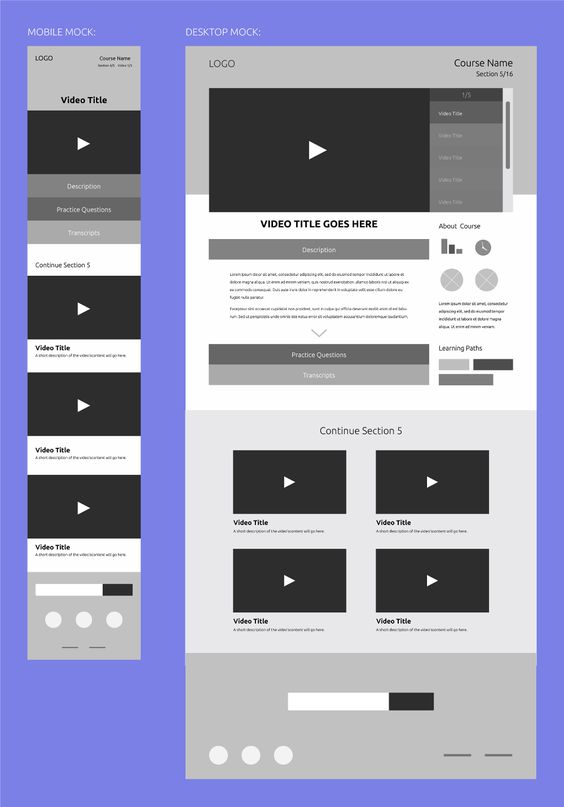 MOBILE MOCK:
LOGO
Course Name
Section 5/5 Video 1/5
Video Title
Description
Practice Questions
Transcripts
Continue Section 5
Video Title
A short description of the video/content will go here.
Video Title
A short description of the video/content will go here.
Video Title
A short description of the video/content will go here.
DESKTOP MOCK:
LOGO
Course Name
Section 5/16
1/5
Video Title
Video Title
Video Title
Video Title
Video Title
VIDEO TITLE GOES HERE
Description
Lorem ipsum dolor sit amet, consectetur adipiscing elit, sed do eiusmod tempor
incididunt ut labore et dolore magna aliqua. Ut enim ad minim
veniam, quis nostrud exercitation ullamco laboris nisi ut aliquip ex ea
commodo consequat. Duis aute irure dolor in reprehenderit in voluptate velit esse cillum dolore eu
fugiat nulla pariatur.
Excepteur sint occaecat cupidatat non proident, sunt in culpa qui officia deserunt mollit anim id est laborum.
Sed ut perspiciatis unde omnis iste natus error sit voluptatem accusantium doloremque laudantium,
Practice Questions
Transcripts
About Course
Lorem ipsum dolor sit amet,
consectetur adipiscing elit,
sed do eiusmod tempor
Ut enim ad minim veniam.
Learning Paths
Continue Section 5
Video Title
A short description of the video/content will go here.
Video Title
A short description of the video/content will go here.
Video Title
A short description of the video/content will go here.
Video Title
A short description of the video/content will go here.